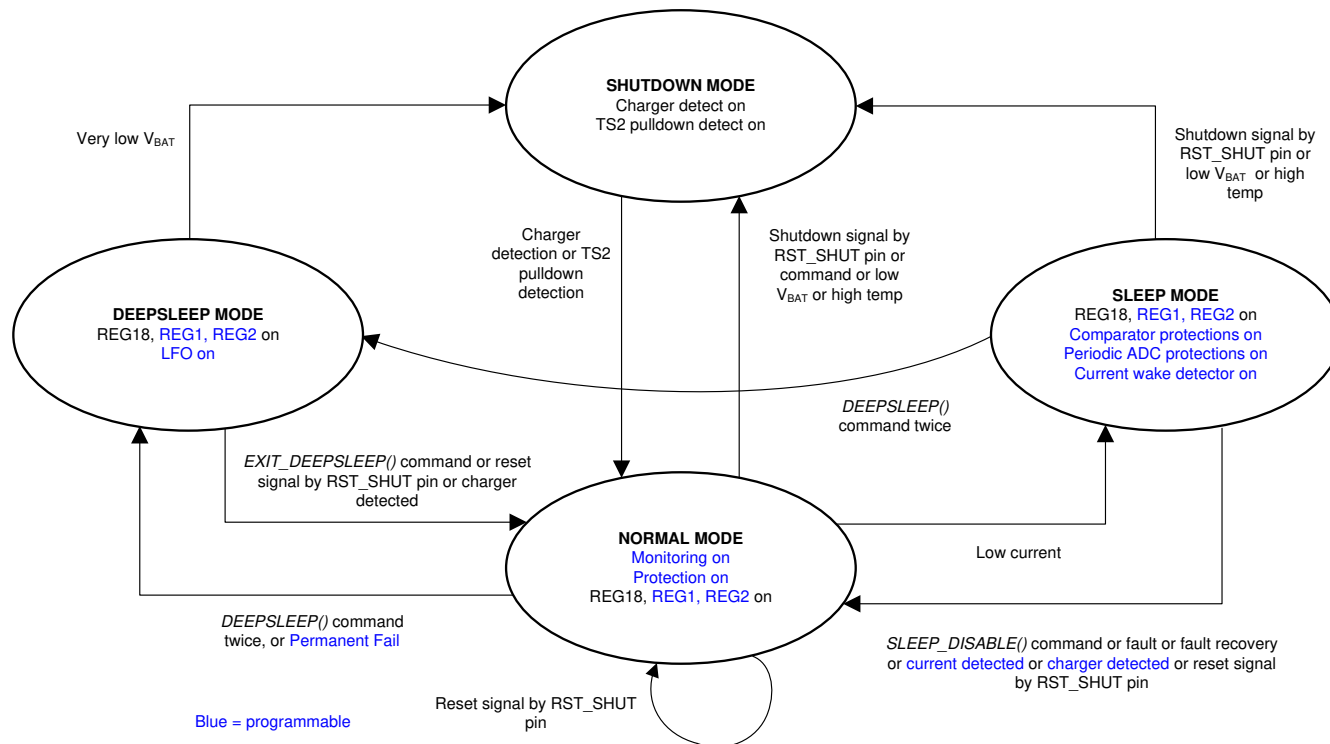 SHUTDOWN MODE
Charger detect on
TS2 pulldown detect on
Very low VBAT
Shutdown signal by
RST_SHUT pin or
low VBAT or high
temp
Charger
detection or TS2
pulldown
detection
Shutdown signal by
RST_SHUT pin or
command or low
VBAT or high temp
DEEPSLEEP MODE
REG18, REG1, REG2 on
LFO on
SLEEP MODE
REG18, REG1, REG2 on
Comparator protections on
Periodic ADC protections on
Current wake detector on
DEEPSLEEP()
command twice
EXIT_DEEPSLEEP() command or reset
signal by RST_SHUT pin or charger
detected
NORMAL MODE
Monitoring on
Protection on
REG18, REG1, REG2 on
Low current
DEEPSLEEP() command
twice, or Permanent Fail
SLEEP_DISABLE() command or fault or fault recovery
or current detected or charger detected or reset signal
by RST_SHUT pin
Reset signal by RST_SHUT
pin
Blue = programmable